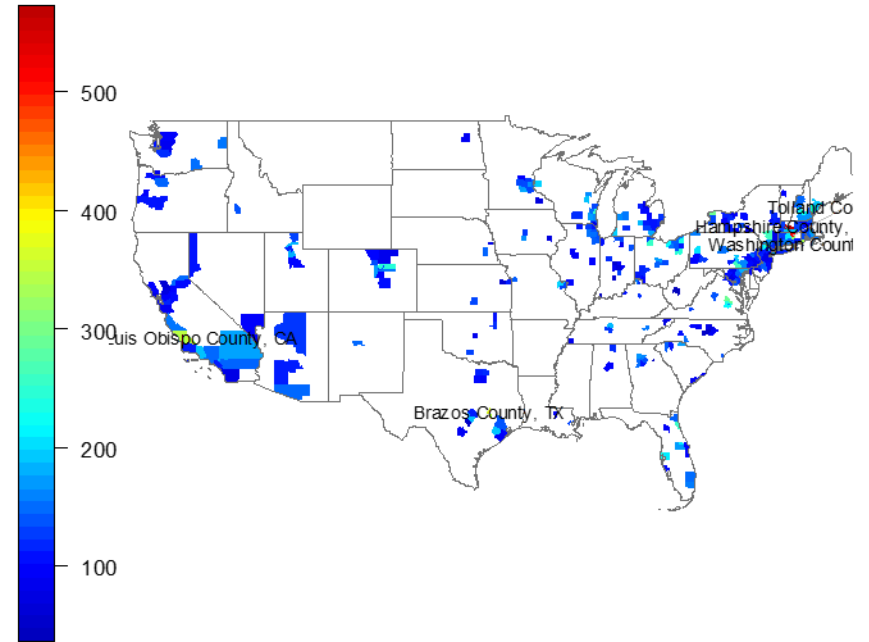 500
400
300
200
100
Tolland Co
Hampshire County,
Washington Count
uis Obispo County, CA
Brazos County, TX